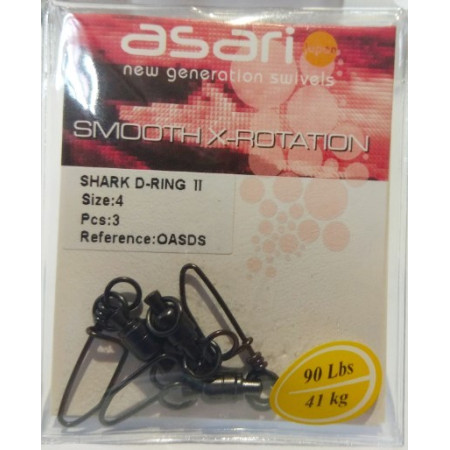 asari
new generation swivels
SMOOTH X-ROTATION
SHARK D-RING II
Size:4
Pcs:3
Reference:OASDS
90 Lbs
41 kg